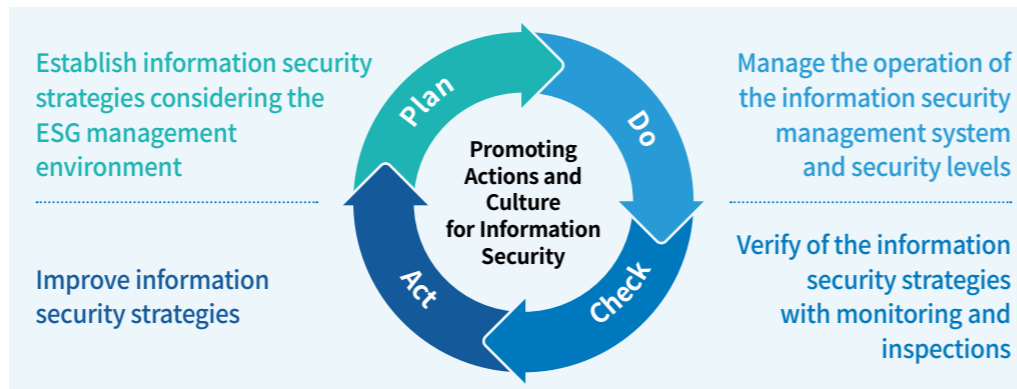 Establish information security
strategies considering the
ESG management
environment
Plan
Do
Manage the operation of
the information security
management system
and security levels
Promoting
Actions and
Culture
for Information
Security
Improve information
security strategies
Act
Check
Verify of the information
security strategies
with monitoring and
inspections